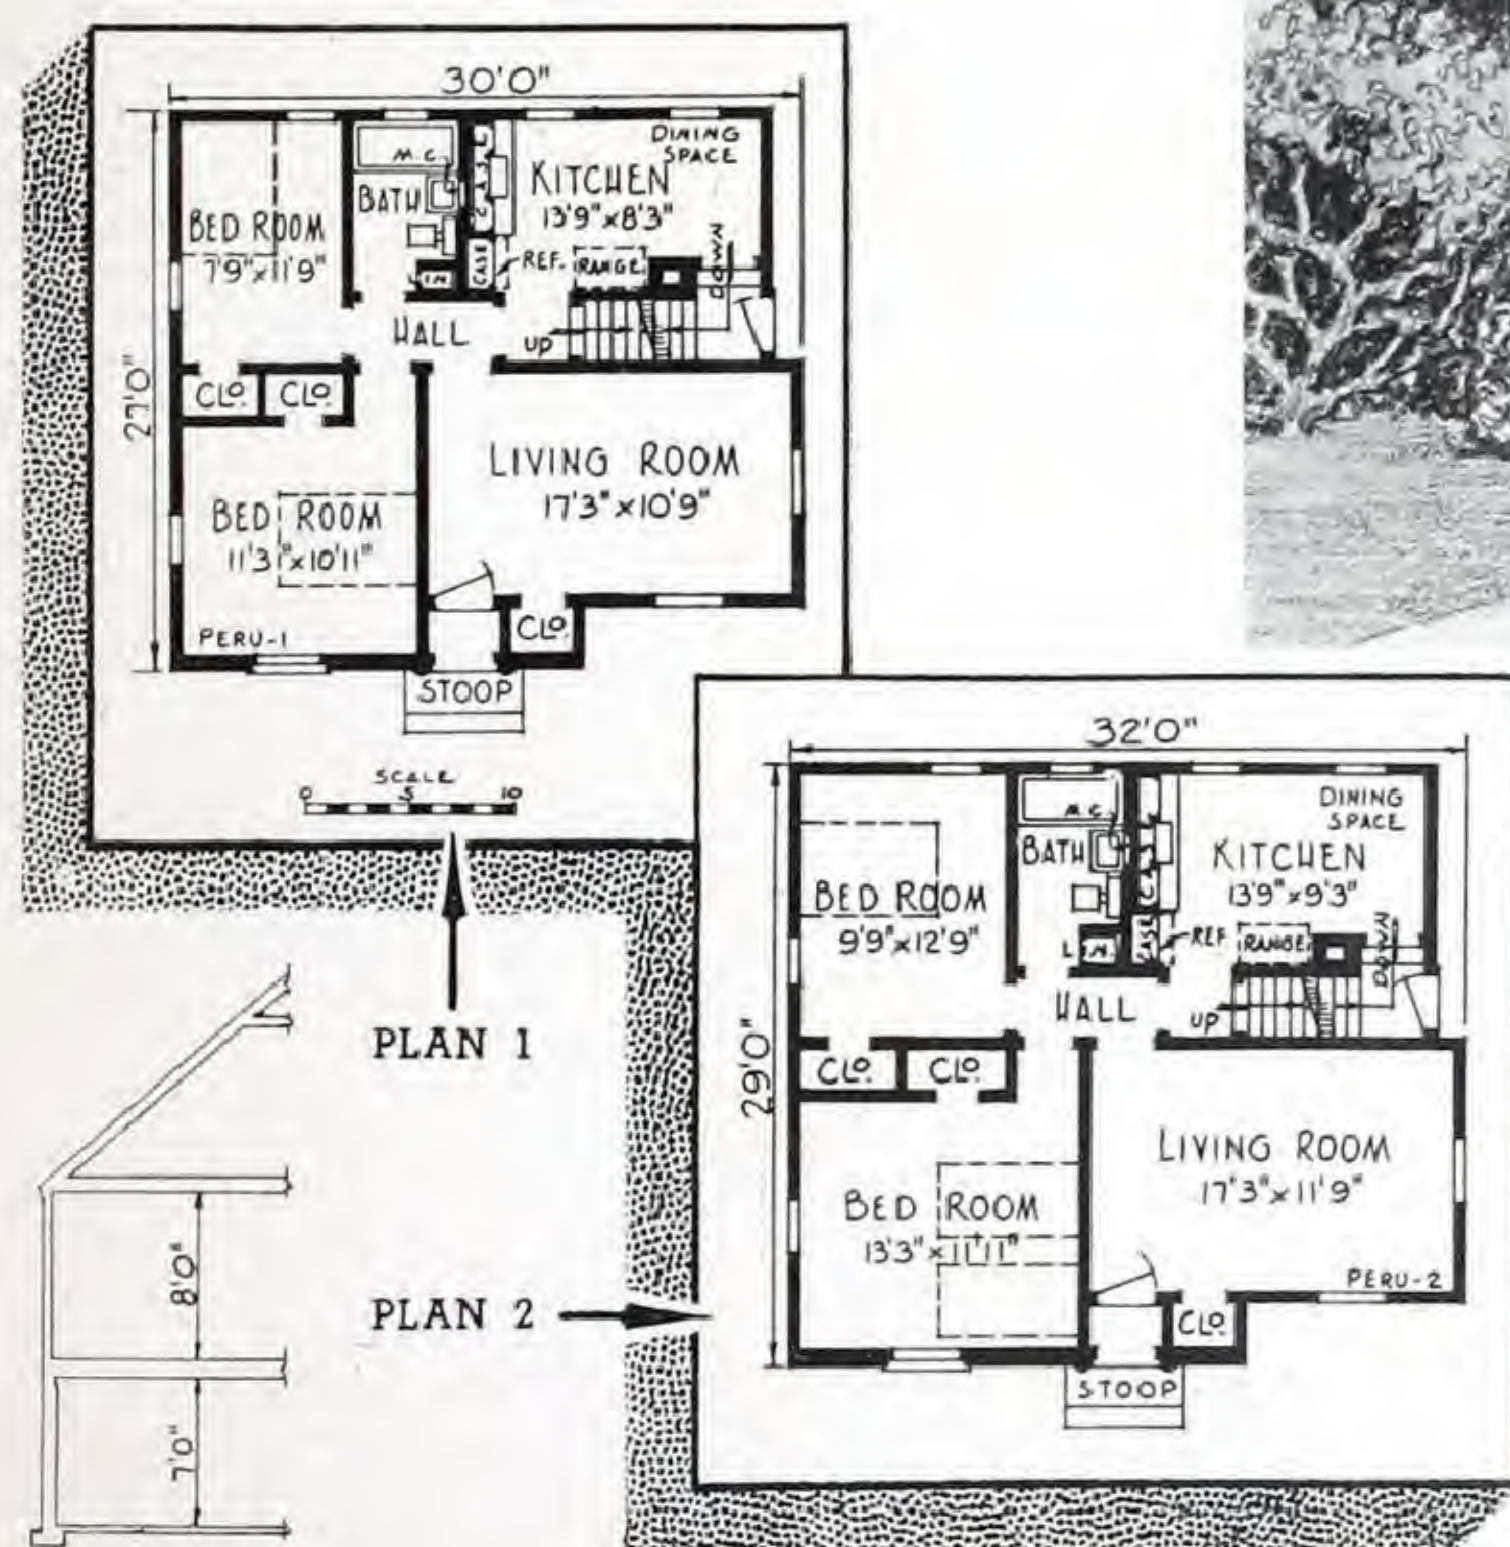 30'0"
DINING
SPACE
M.C.
CASE
KITCHEN
13'9"x8'3"
BATH
BED ROOM
7'9"x11'9"
CASE
REF.
RANGE
DOWN
LIN.
HALL
UP
27'0"
CLO.
CLO.
LIVING ROOM
17'3"x10'9"
BED ROOM
11'3"x10'11"
CLO.
PERU-1
STOOP
SCALE
0 5 10
PLAN 1
32'0"
DINING
SPACE
M.C.
CASE
BATH
KITCHEN
13'9"x9'3"
BED ROOM
9'9"x12'9"
CASE
REF
RANGE
DOWN
LIN.
HALL
UP
29'0"
CLO.
CLO.
LIVING ROOM
17'3"x11'9"
BED ROOM
13'3"x11'11"
PERU-2
CLO.
STOOP
PLAN 2
8'0"
7'0"